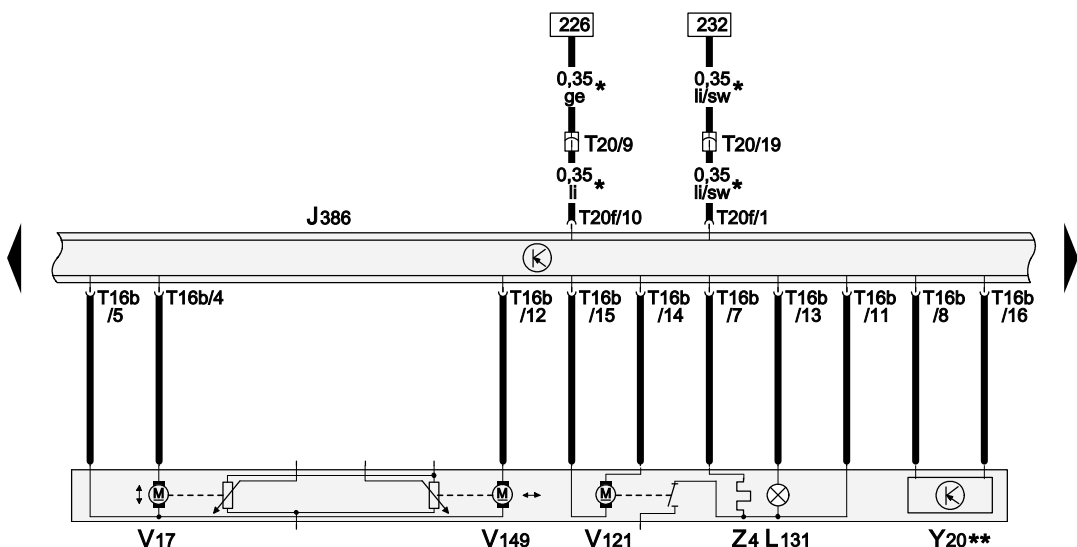 226 232
0,35 * 0,35 *
ge li/sw
T20/9 T20/19
0,35 * 0,35 *
li li/sw
J386 T20f/10 T20f/1
T16b T16b/4 T16b T16b T16b T16b T16b T16b T16b T16b
/5 /12 /15 /14 /7 /13 /11 /8 /16
M M M
V17 V149 V121 Z4 L131 Y20**